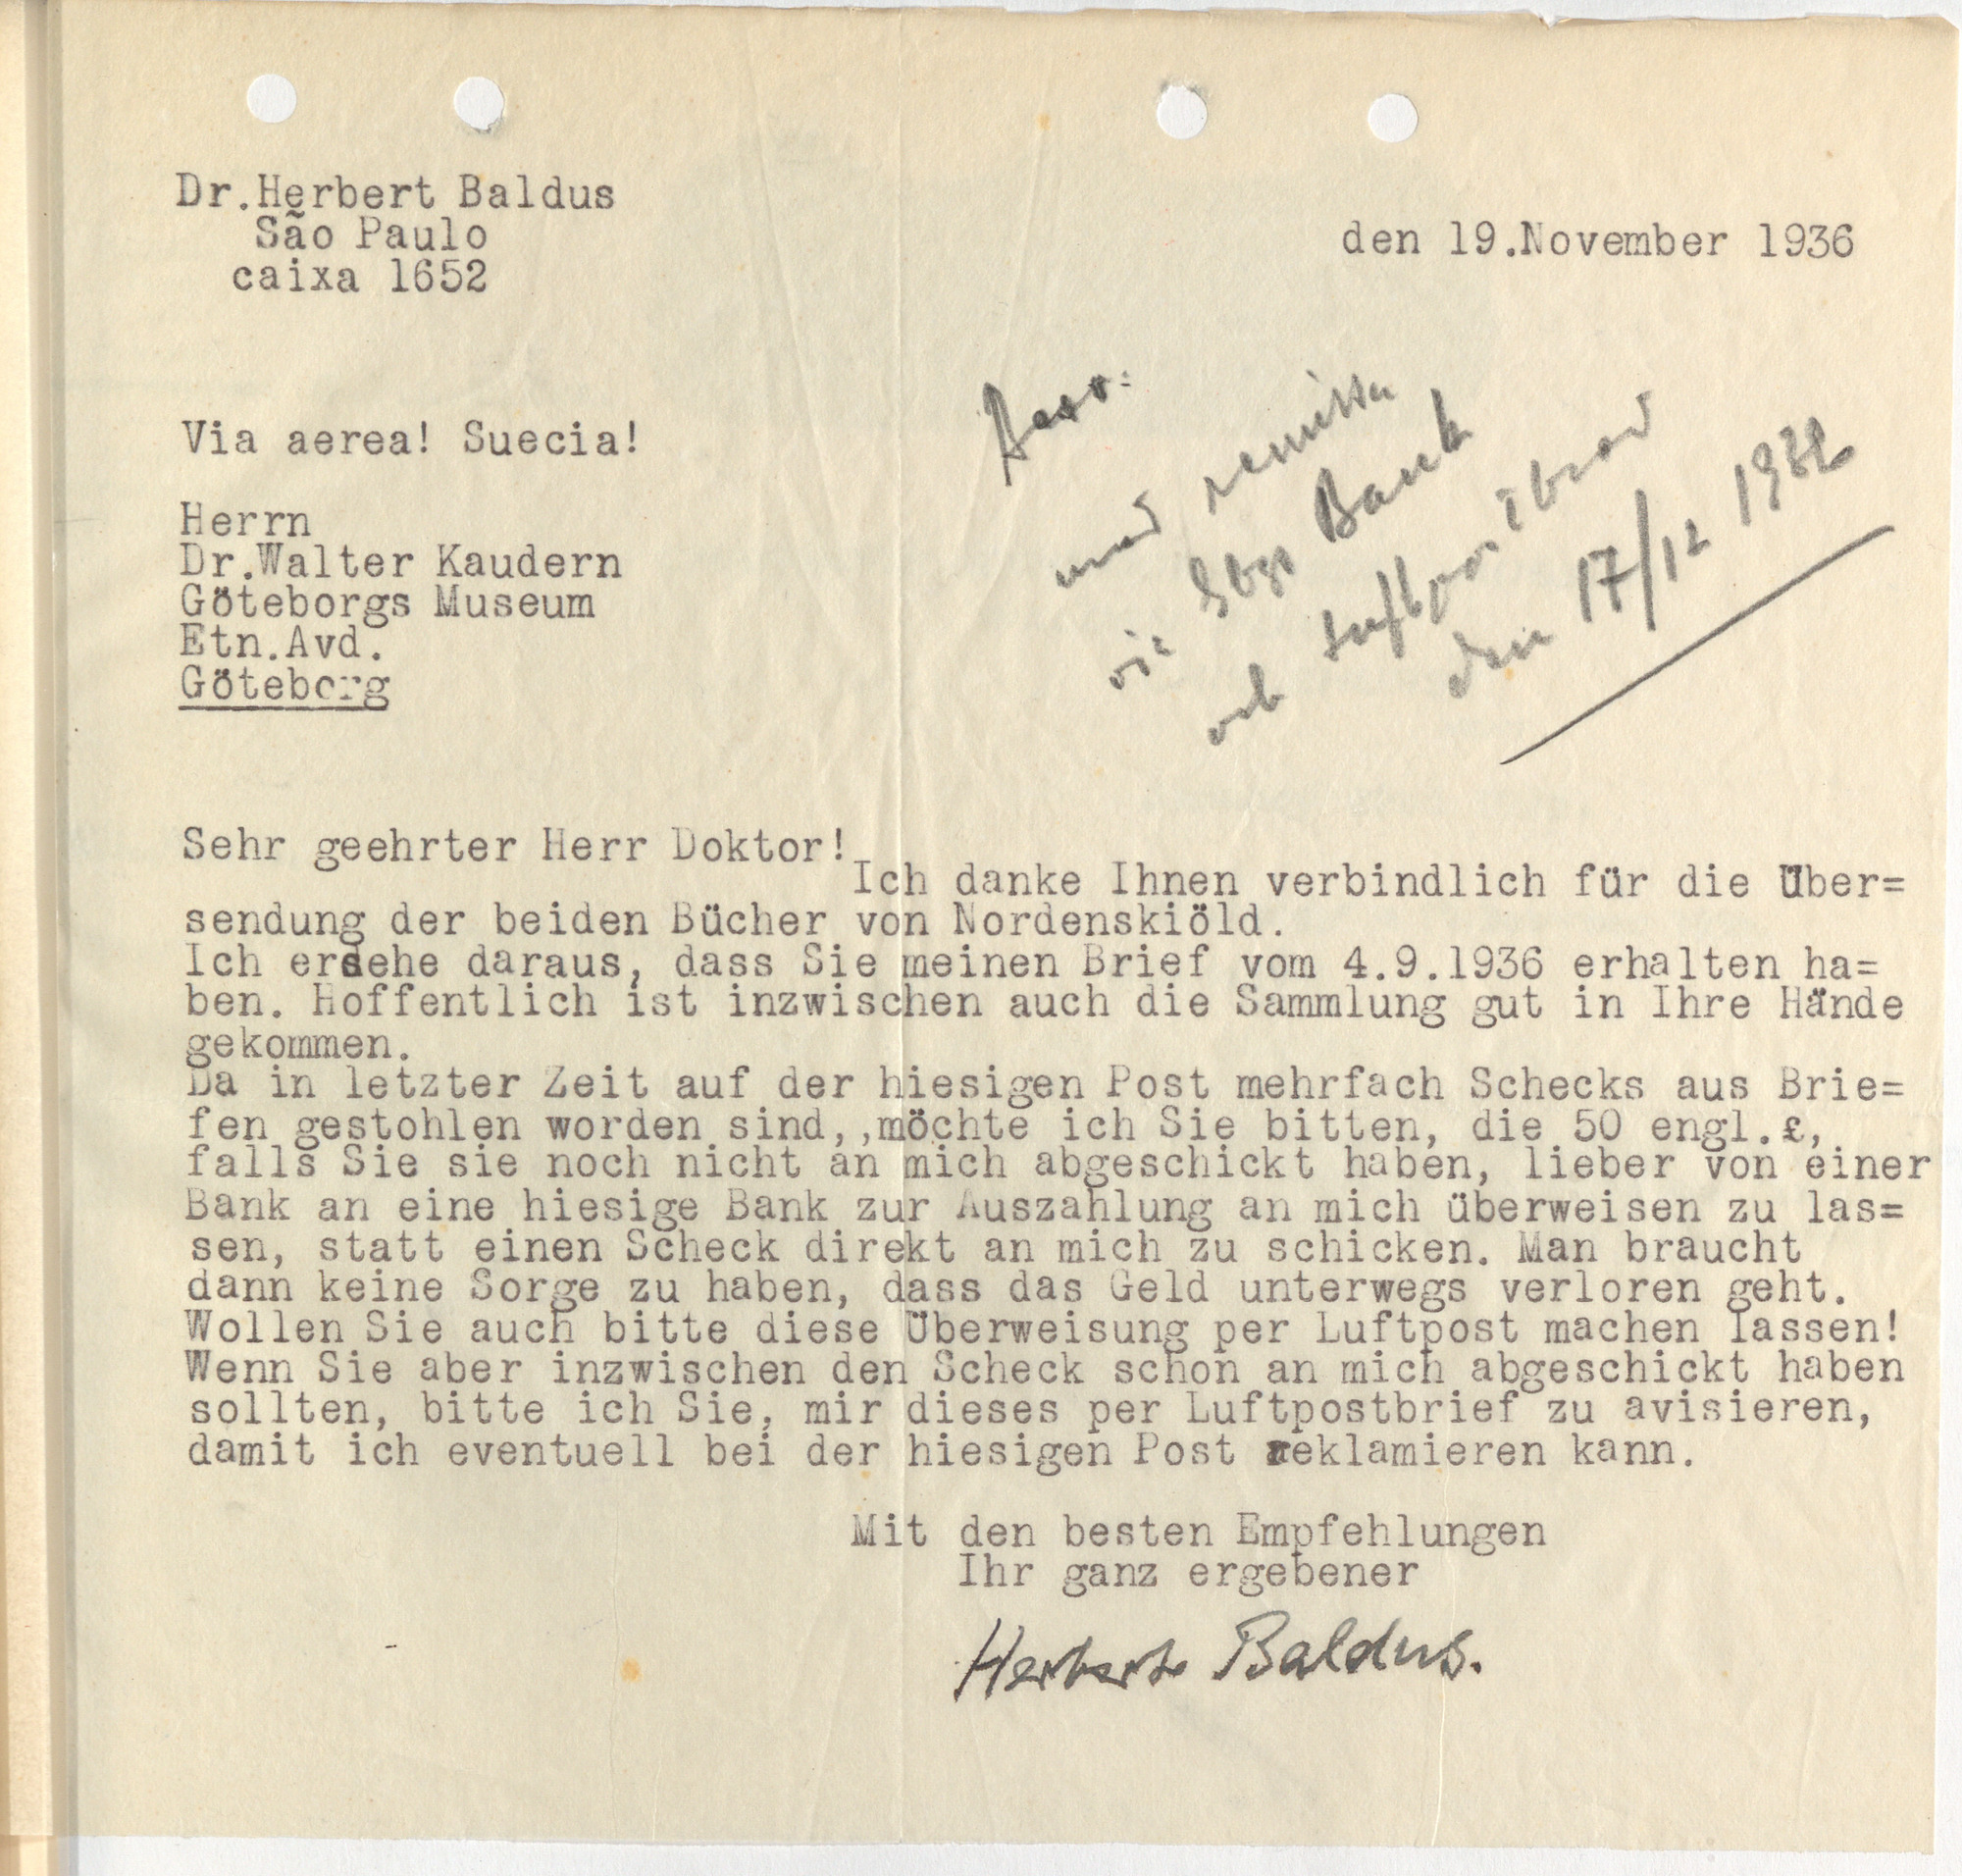 Dr.Herbert Baldus
São Paulo
caixa 1652
den 19.November 1936
Via aerea! Suecia!
Herrn
Dr.Walter Kaudern
Göteborgs Museum
Etn.Avd.
Göteborg
med remissa
via Gbgs Bank
och luftpost brev
den 17/12 1936
Sehr geehrter Herr Doktor!
Ich danke Ihnen verbindlich für die Über=
sendung der beiden Bücher von Nordenskiöld.
Ich ersehe daraus, dass Sie meinen Brief vom 4.9.1936 erhalten ha=
ben. Hoffentlich ist inzwischen auch die Sammlung gut in Ihre Hände
gekommen.
Da in letzter Zeit auf der hiesigen Post mehrfach Schecks aus Brie=
fen gestohlen worden sind,,möchte ich Sie bitten, die 50 engl.£,
falls Sie sie noch nicht an mich abgeschickt haben, lieber von einer
Bank an eine hiesige Bank zur Auszahlung an mich überweisen zu las=
sen, statt einen Scheck direkt an mich zu schicken. Man braucht
dann keine Sorge zu haben, dass das Geld unterwegs verloren geht.
Wollen Sie auch bitte diese Überweisung per Luftpost machen lassen!
Wenn Sie aber inzwischen den Scheck schon an mich abgeschickt haben
sollten, bitte ich Sie, mir dieses per Luftpostbrief zu avisieren,
damit ich eventuell bei der hiesigen Post reklamieren kann.
Mit den besten Empfehlungen
Ihr ganz ergebener
Herbert Baldus.